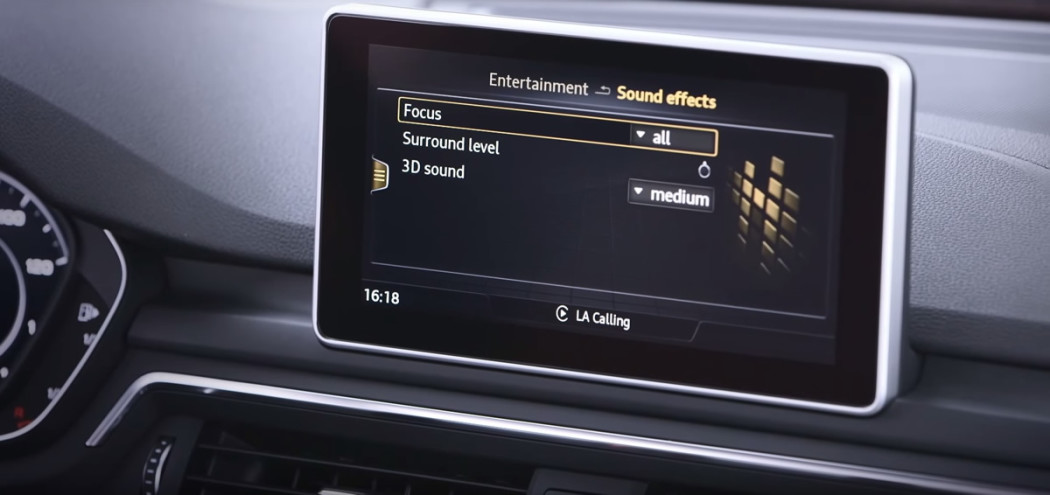 Entertainment Sound effects
Focus all
Surround level
3D sound medium
16:18
LA Calling